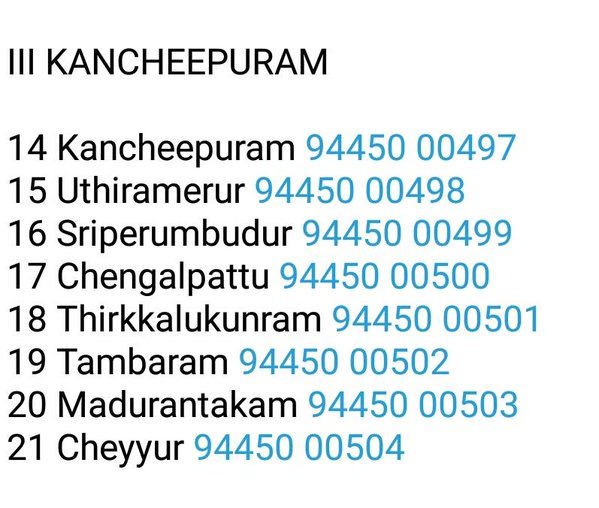 III KANCHEEPURAM
14 Kancheepuram 94450 00497
15 Uthiramerur 94450 00498
16 Sriperumbudur 94450 00499
17 Chengalpattu 94450 00500
18 Thirkkalukunram 94450 00501
19 Tambaram 94450 00502
20 Madurantakam 94450 00503
21 Cheyyur 94450 00504